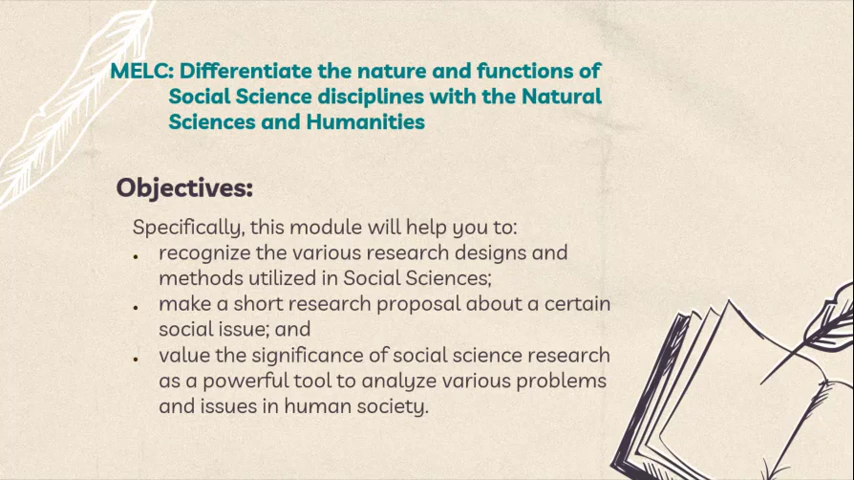 MELC: Differentiate the nature and functions of
Social Science disciplines with the Natural
Sciences and Humanities
Objectives:
Specifically, this module will help you to:
• recognize the various research designs and
methods utilized in Social Sciences;
• make a short research proposal about a certain
social issue; and
• value the significance of social science research
as a powerful tool to analyze various problems
and issues in human society.